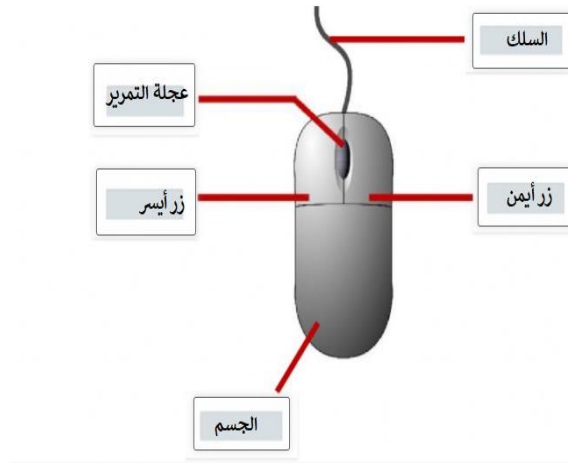 السلك
عجلة التمرير
زر أيمن
زر أيسر
الجسم